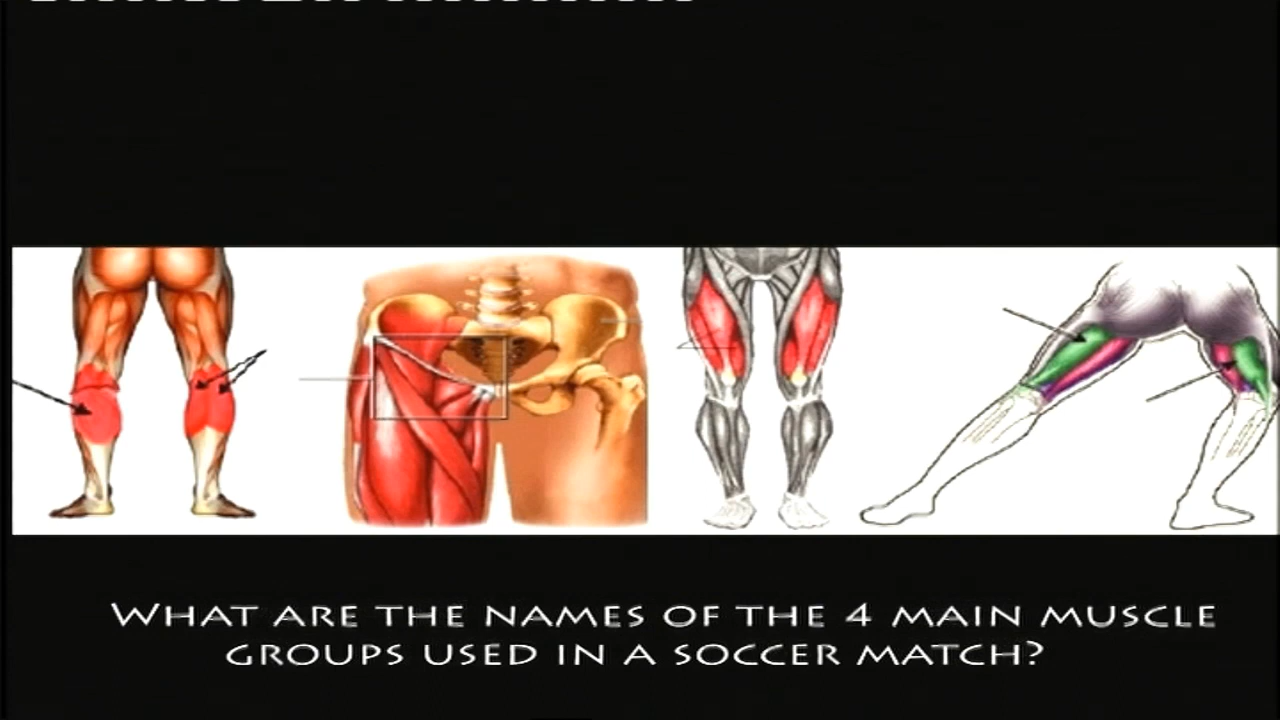 WHAT ARE THE NAMES OF THE 4 MAIN MUSCLE
GROUPS USED IN A SOCCER MATCH?